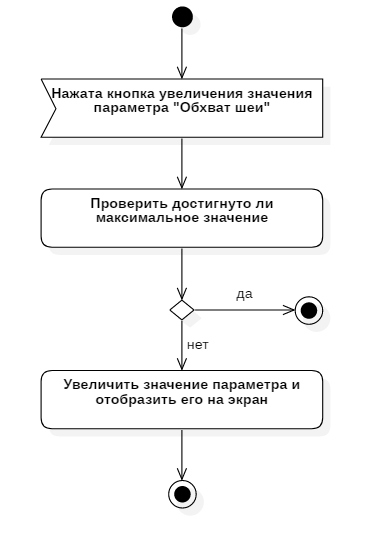 Нажата кнопка увеличения значения
параметра "Обхват шеи"
Проверить достигнуто ли
максимальное значение
да
нет
Увеличить значение параметра и
отобразить его на экран